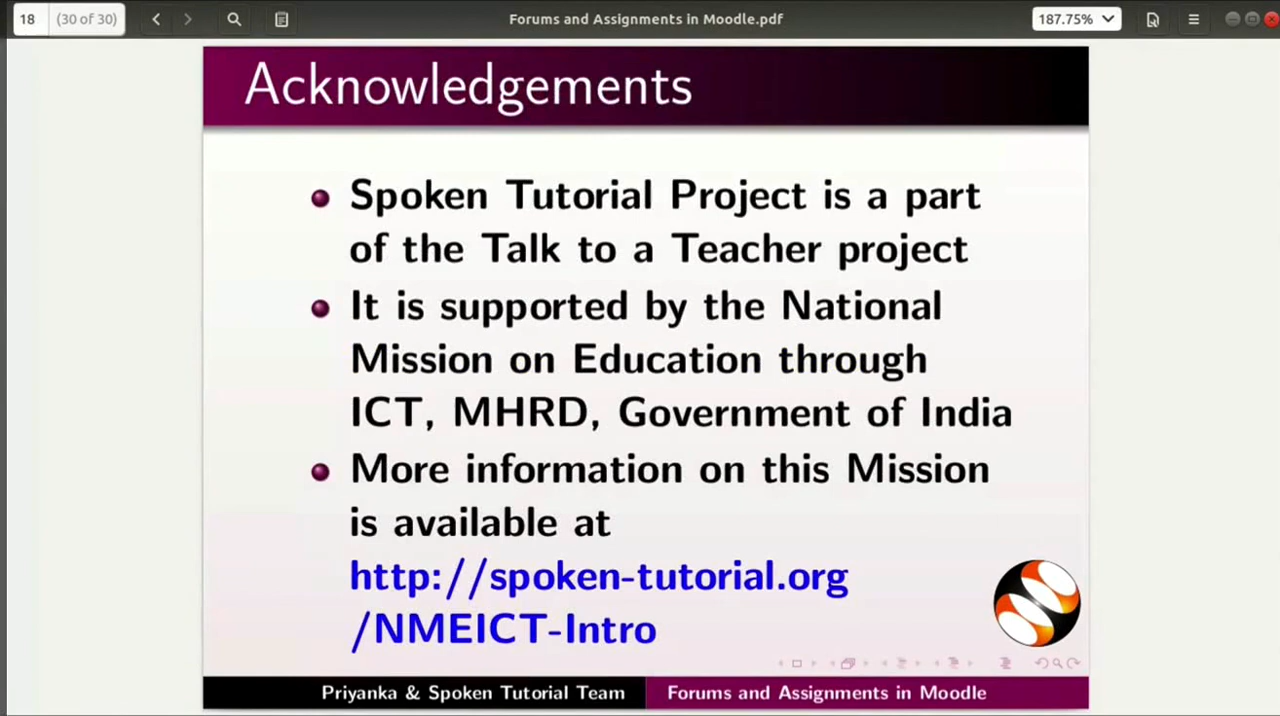 18 (30 of 30) Forums and Assignments in Moodle.pdf 187.75%
Acknowledgements
Spoken Tutorial Project is a part
of the Talk to a Teacher project
It is supported by the National
Mission on Education through
ICT, MHRD, Government of India
More information on this Mission
is available at
http://spoken-tutorial.org
/NMEICT-Intro
Priyanka & Spoken Tutorial Team Forums and Assignments in Moodle